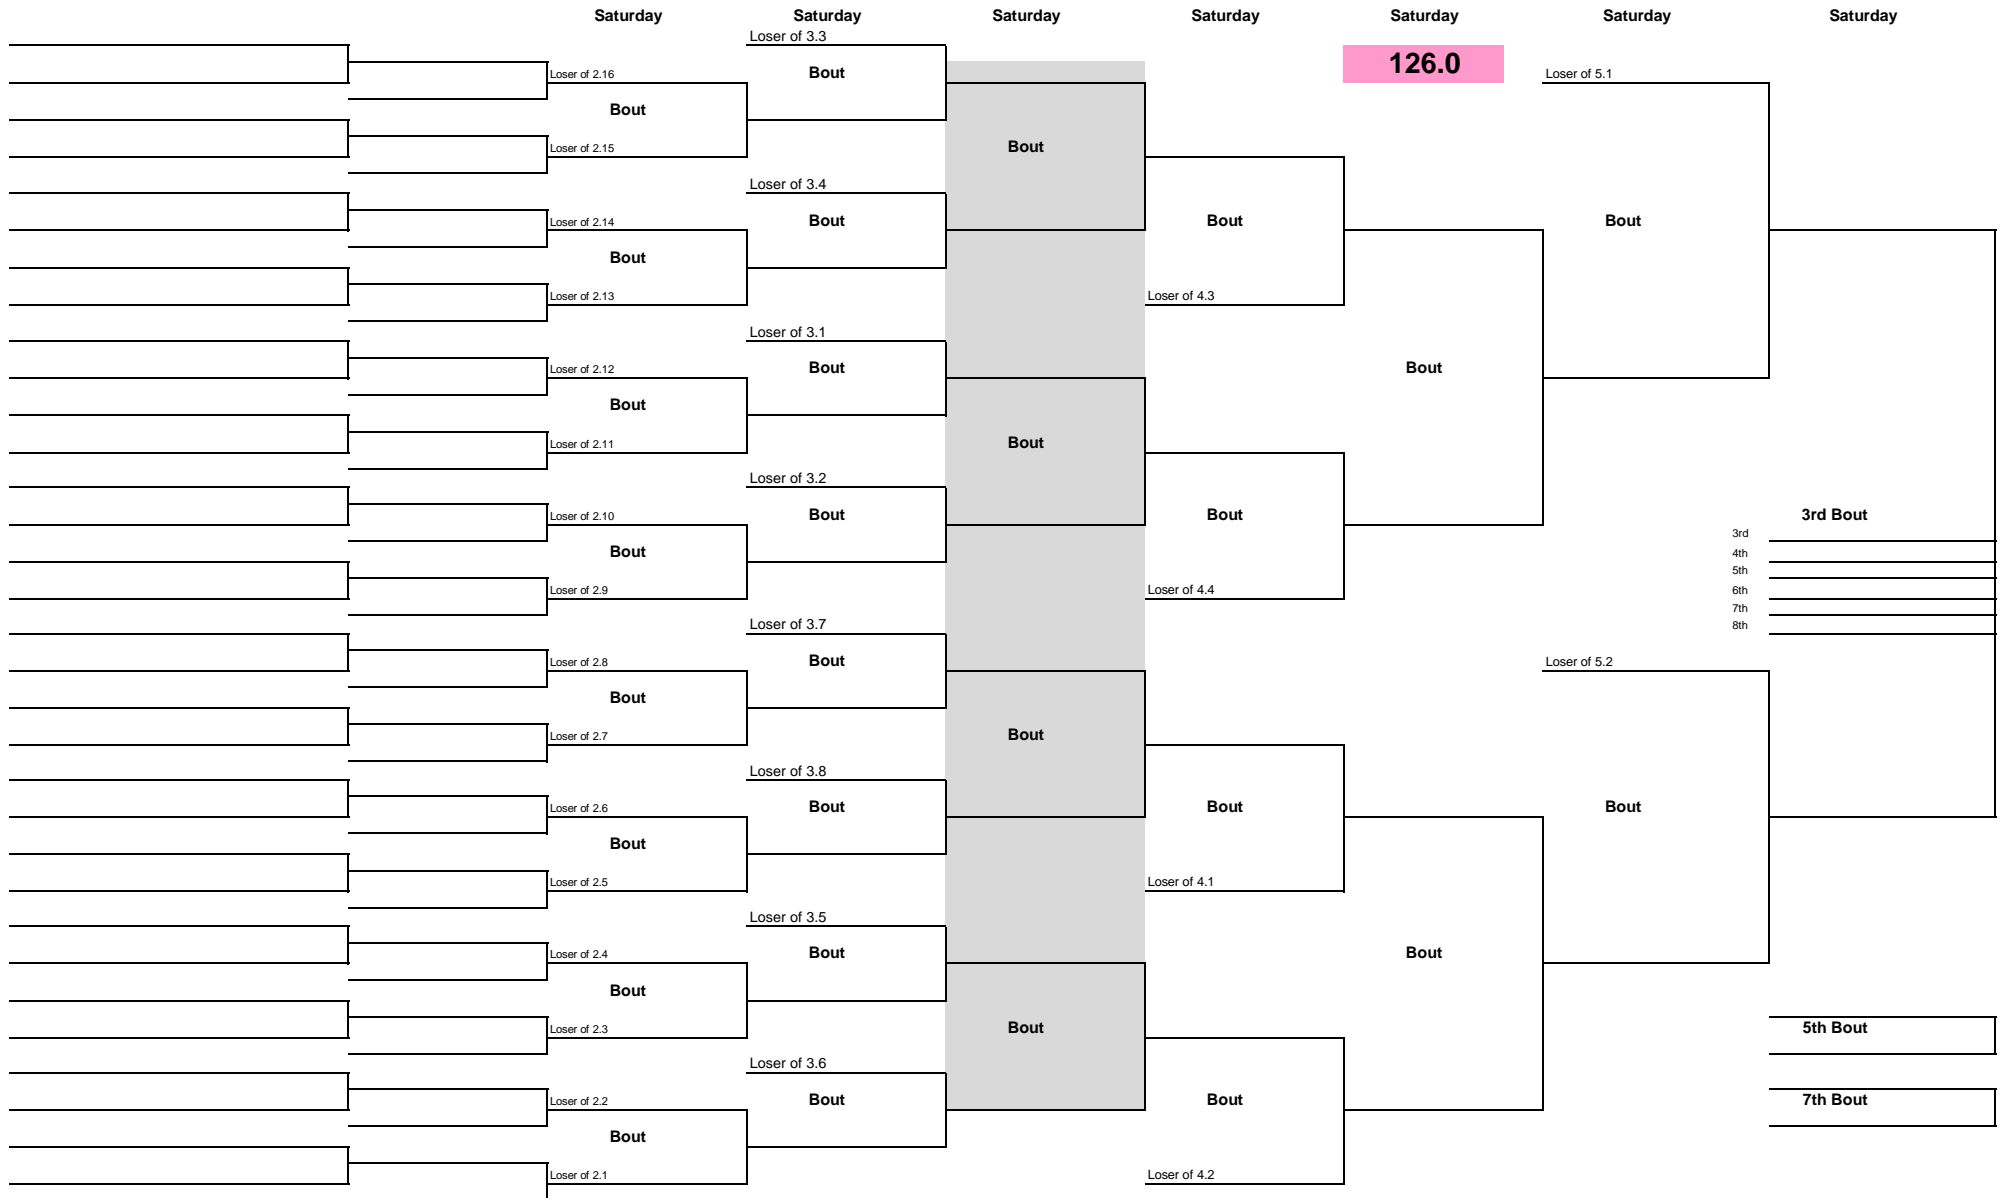 Saturday Saturday Saturday Saturday Saturday Saturday Saturday
Loser of 3.3
126.0
Bout
Loser of 2.16 Loser of 5.1
Bout
Loser of 2.15 Bout
Loser of 3.4
Loser of 2.14 Bout Bout Bout
Bout
Loser of 2.13 Loser of 4.3
Loser of 3.1
Loser of 2.12 Bout Bout
Bout
Loser of 2.11 Bout
Loser of 3.2
Loser of 2.10 Bout Bout 3rd Bout
3rd
Bout 4th
5th
Loser of 2.9 Loser of 4.4 6th
7th
Loser of 3.7 8th
Loser of 2.8 Bout Loser of 5.2
Bout
Loser of 2.7 Bout
Loser of 3.8
Loser of 2.6 Bout Bout Bout
Bout
Loser of 2.5 Loser of 4.1
Loser of 3.5
Loser of 2.4 Bout Bout
Bout
Loser of 2.3 Bout 5th Bout
Loser of 3.6
Loser of 2.2 Bout Bout 7th Bout
Bout
Loser of 2.1 Loser of 4.2